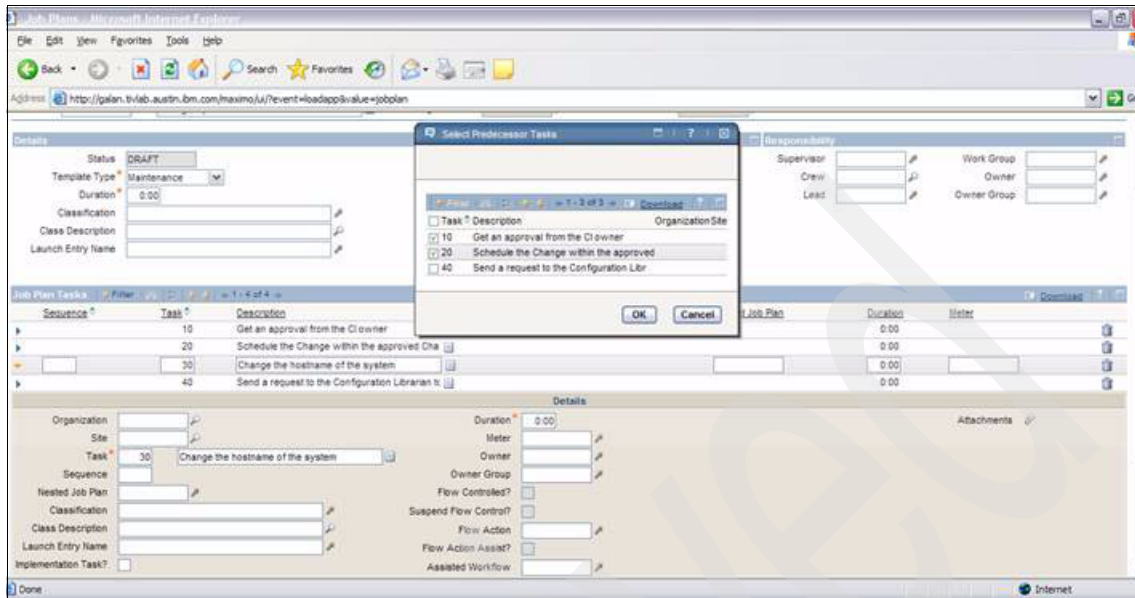 Job Plans - Microsoft Internet Explorer
File Edit View Favorites Tools Help
Back Search Favorites
Address http://galan.tivlab.austin.ibm.com/maximo/ui/?event=loadapp&value=jobplan
Details
Status DRAFT
Template Type * Maintenance
Duration * 0:00
Classification
Class Description
Launch Entry Name
Select Predecessor Tasks
Filter 1 - 3 of 3 Download
Task Description Organization Site
10 Get an approval from the CI owner
20 Schedule the Change within the approved
40 Send a request to the Configuration Libr
OK Cancel
Responsibility
Supervisor Work Group
Crew Owner
Lead Owner Group
Job Plan Tasks Filter 1 - 4 of 4 Download
Sequence Task Description Job Plan Duration Meter
10 Get an approval from the CI owner 0:00
20 Schedule the Change within the approved Cha 0:00
30 Change the hostname of the system 0:00
40 Send a request to the Configuration Librarian tc 0:00
Details
Organization Duration * 0:00 Attachments
Site Meter
Task * 30 Change the hostname of the system Owner
Sequence Owner Group
Nested Job Plan Flow Controlled?
Classification Suspend Flow Control?
Class Description Flow Action
Launch Entry Name Flow Action Assist?
Implementation Task? Assisted Workflow
Done Internet